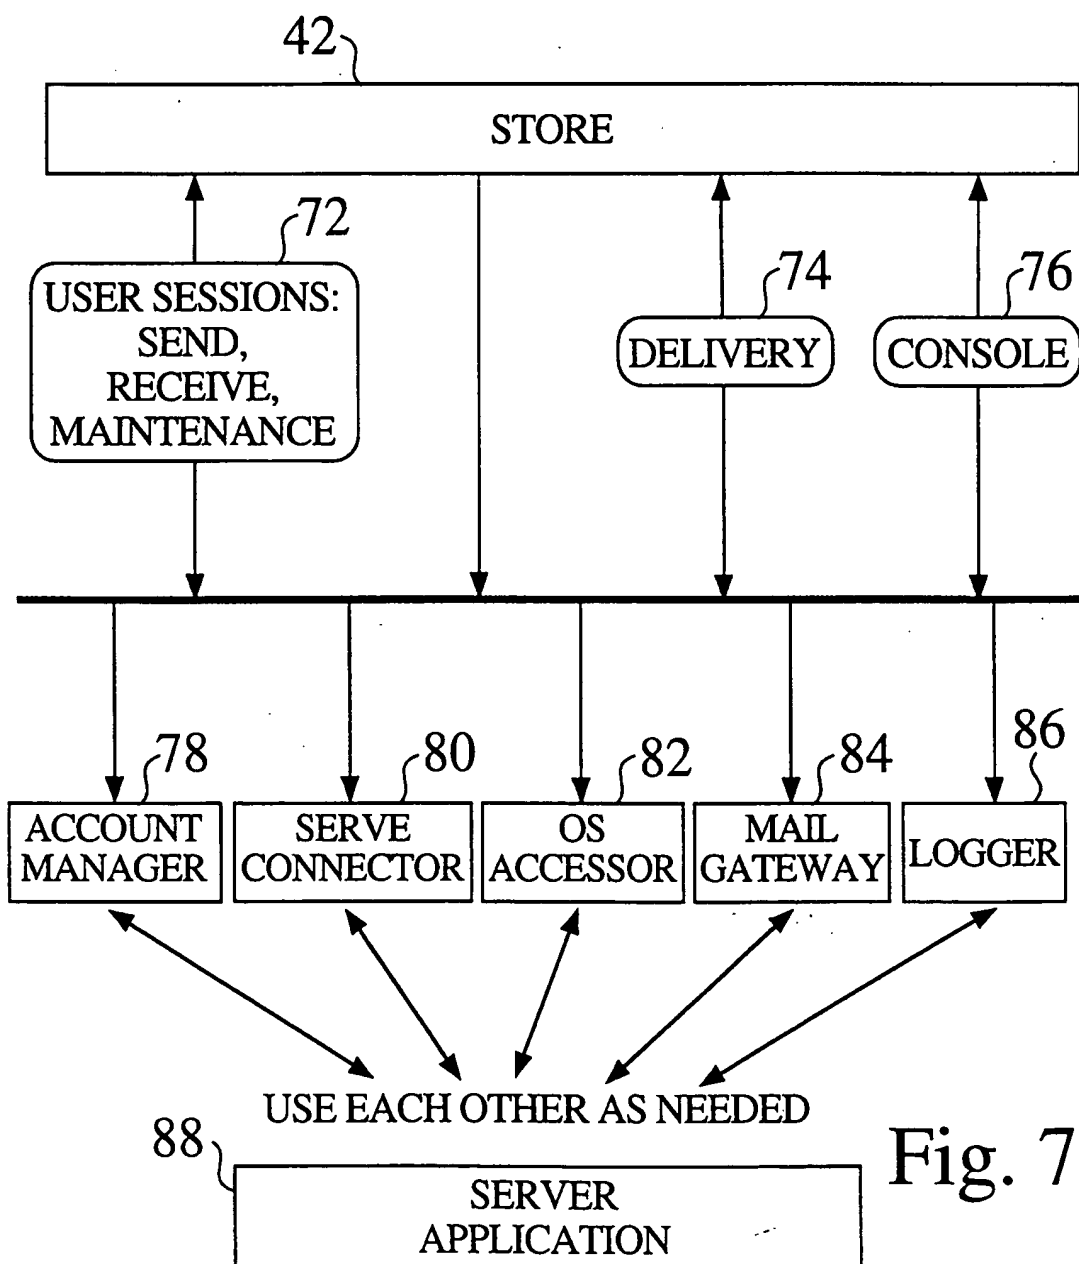 42
STORE
72
USER SESSIONS:
SEND,
RECEIVE,
MAINTENANCE
74
DELIVERY
76
CONSOLE
78
ACCOUNT
MANAGER
80
SERVE
CONNECTOR
82
OS
ACCESSOR
84
MAIL
GATEWAY
86
LOGGER
USE EACH OTHER AS NEEDED
88
SERVER
APPLICATION
Fig. 7